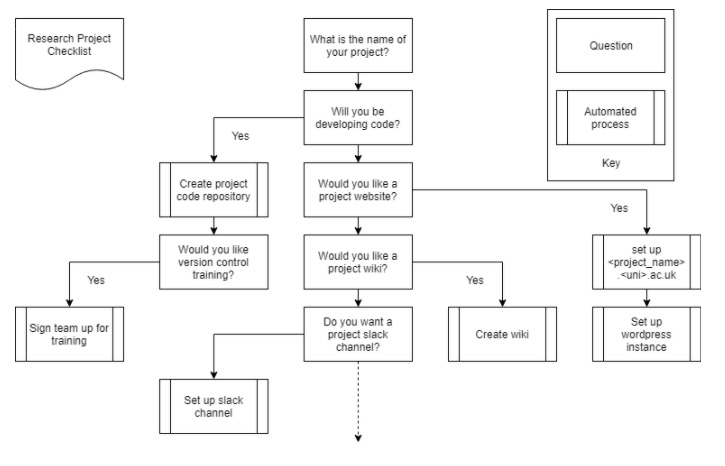 Research Project
Checklist
What is the name of
your project?
Question
Automated
process
Key
Will you be
developing code?
Yes
Create project
code repository
Would you like a
project website?
Yes
Would you like
version control
training?
Would you like a
project wiki?
set up
<project_name>
.<uni>.ac.uk
Yes
Yes
Sign team up for
training
Do you want a
project slack
channel?
Create wiki
Set up
wordpress
instance
Set up slack
channel